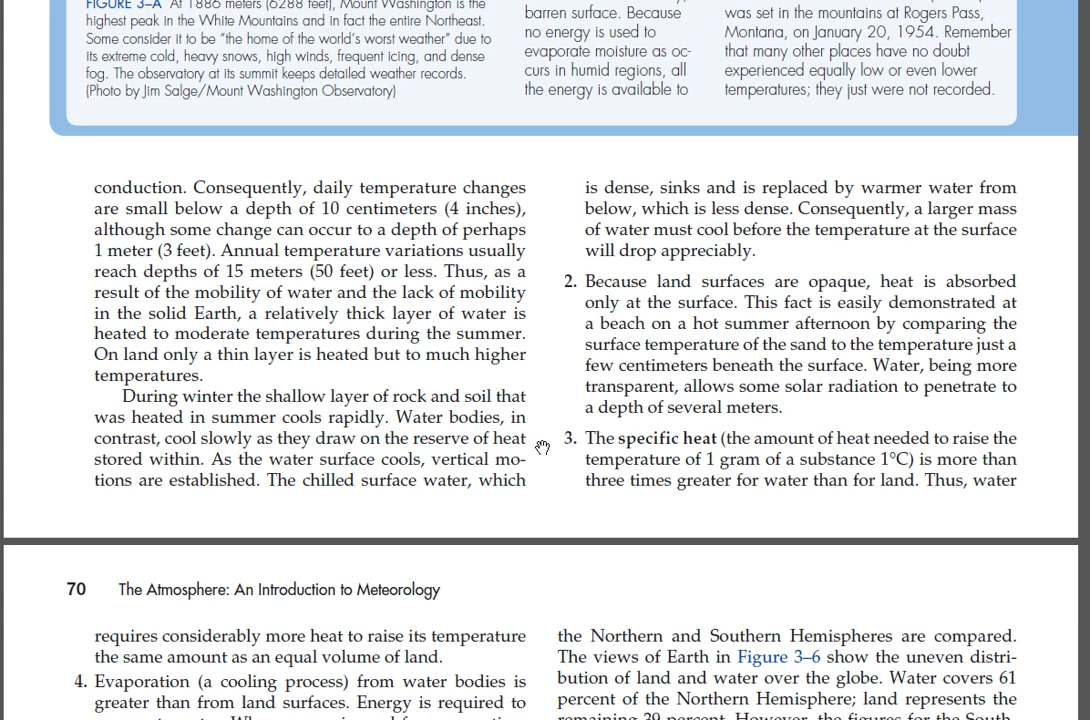 FIGURE 3–A At 1886 meters (6288 feet), Mount Washington is the
highest peak in the White Mountains and in fact the entire Northeast.
Some consider it to be “the home of the world’s worst weather” due to
its extreme cold, heavy snows, high winds, frequent icing, and dense
fog. The observatory at its summit keeps detailed weather records.
(Photo by Jim Salge/Mount Washington Observatory)
barren surface. Because
no energy is used to
evaporate moisture as oc-
curs in humid regions, all
the energy is available to
was set in the mountains at Rogers Pass,
Montana, on January 20, 1954. Remember
that many other places have no doubt
experienced equally low or even lower
temperatures; they just were not recorded.
conduction. Consequently, daily temperature changes
are small below a depth of 10 centimeters (4 inches),
although some change can occur to a depth of perhaps
1 meter (3 feet). Annual temperature variations usually
reach depths of 15 meters (50 feet) or less. Thus, as a
result of the mobility of water and the lack of mobility
in the solid Earth, a relatively thick layer of water is
heated to moderate temperatures during the summer.
On land only a thin layer is heated but to much higher
temperatures.
During winter the shallow layer of rock and soil that
was heated in summer cools rapidly. Water bodies, in
contrast, cool slowly as they draw on the reserve of heat
stored within. As the water surface cools, vertical mo-
tions are established. The chilled surface water, which
is dense, sinks and is replaced by warmer water from
below, which is less dense. Consequently, a larger mass
of water must cool before the temperature at the surface
will drop appreciably.
2. Because land surfaces are opaque, heat is absorbed
only at the surface. This fact is easily demonstrated at
a beach on a hot summer afternoon by comparing the
surface temperature of the sand to the temperature just a
few centimeters beneath the surface. Water, being more
transparent, allows some solar radiation to penetrate to
a depth of several meters.
3. The specific heat (the amount of heat needed to raise the
temperature of 1 gram of a substance 1°C) is more than
three times greater for water than for land. Thus, water
70 The Atmosphere: An Introduction to Meteorology
requires considerably more heat to raise its temperature
the same amount as an equal volume of land.
4. Evaporation (a cooling process) from water bodies is
greater than from land surfaces. Energy is required to
the Northern and Southern Hemispheres are compared.
The views of Earth in Figure 3–6 show the uneven distri-
bution of land and water over the globe. Water covers 61
percent of the Northern Hemisphere; land represents the
remaining 39 percent. However, the figures for the South-